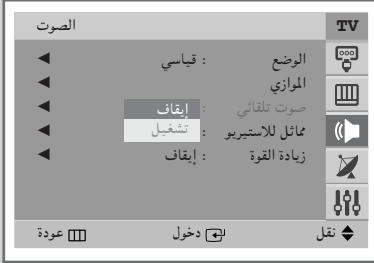 TV الصوت
الوضع : قياسي
الموازي
صوت تلقائي : إيقاف
مماثل للاستيريو : تشغيل
زيادة القوة : إيقاف
نقل دخول عودة